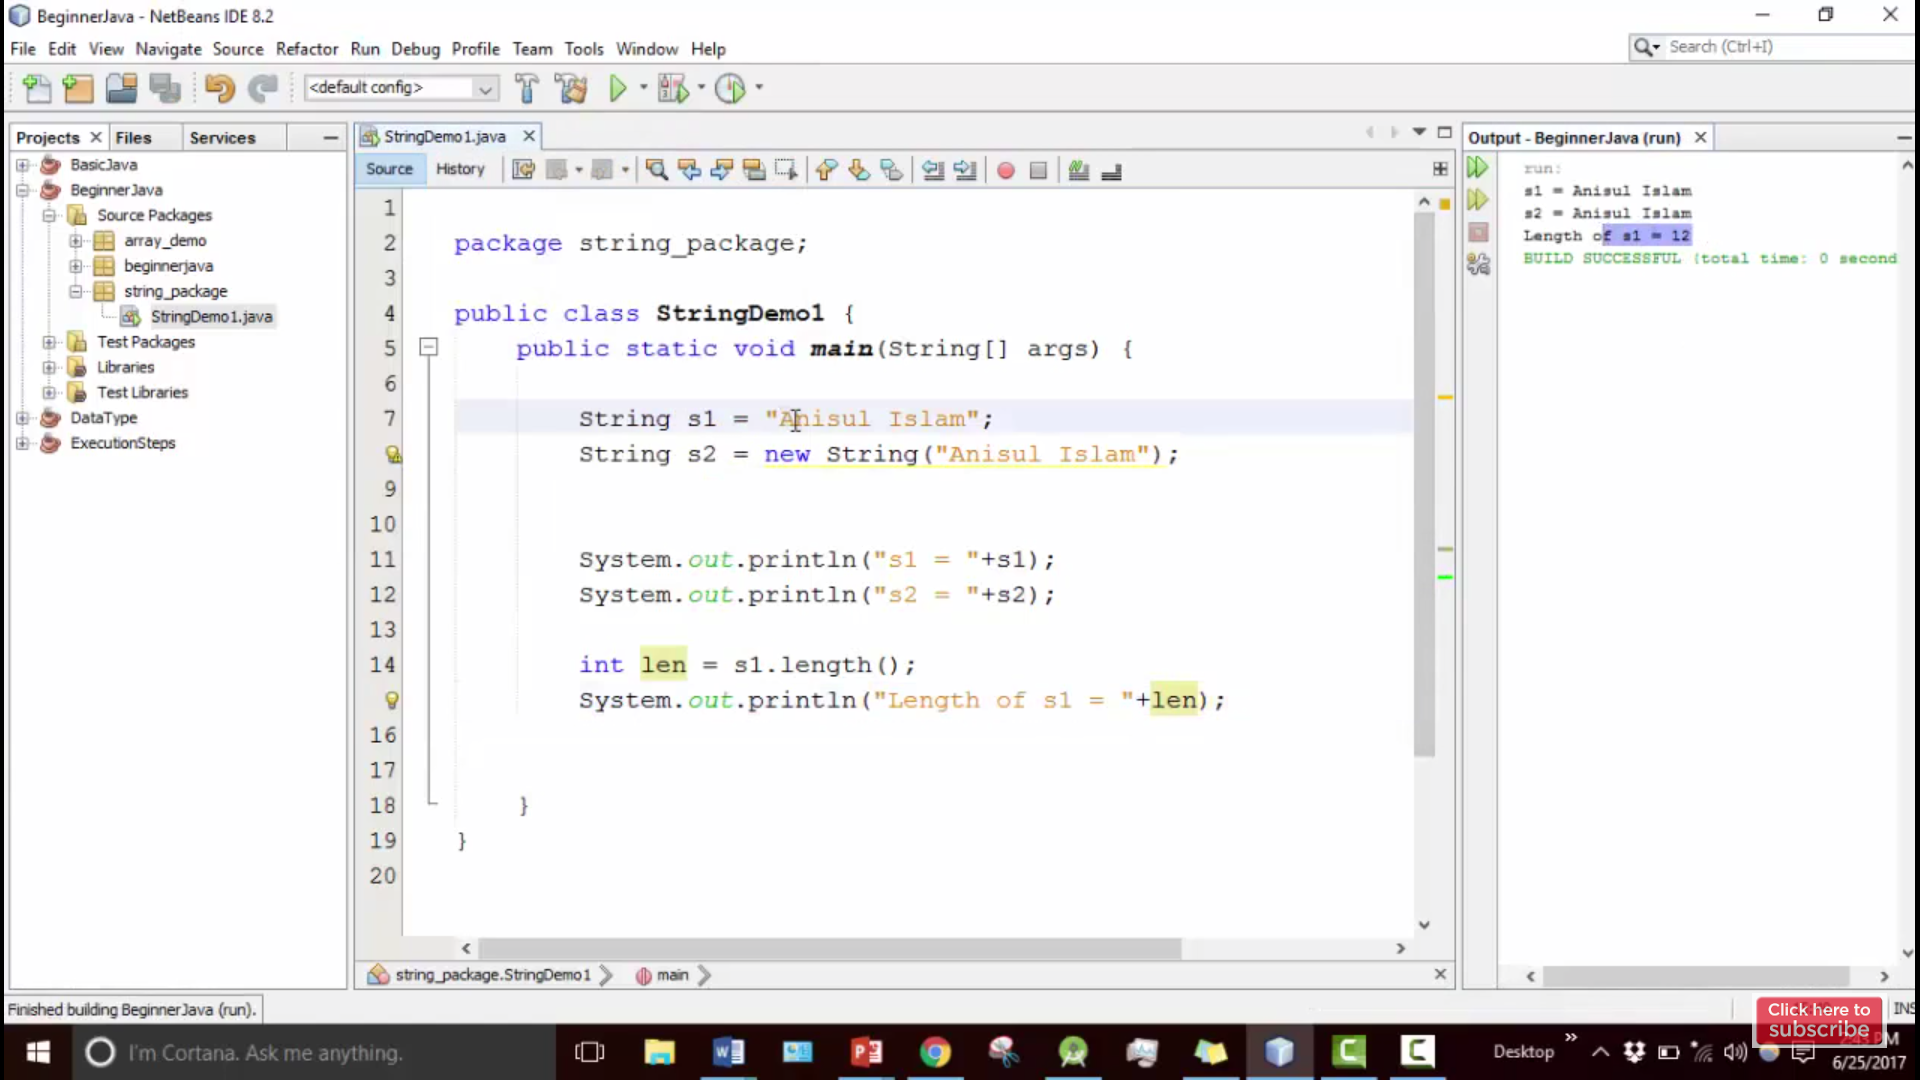 BeginnerJava - NetBeans IDE 8.2
File Edit View Navigate Source Refactor Run Debug Profile Team Tools Window Help
Search (Ctrl+I)
<default config>
Projects Files Services
BasicJava
BeginnerJava
Source Packages
array_demo
beginnerjava
string_package
StringDemo1.java
Test Packages
Libraries
Test Libraries
DataType
ExecutionSteps
StringDemo1.java
Source History
1
2 package string_package;
3
4 public class StringDemo1 {
5 public static void main(String[] args) {
6
7 String s1 = "Anisul Islam";
String s2 = new String("Anisul Islam");
9
10
11 System.out.println("s1 = "+s1);
12 System.out.println("s2 = "+s2);
13
14 int len = s1.length();
System.out.println("Length of s1 = "+len);
16
17
18 }
19 }
20
string_package.StringDemo1 main
Output - BeginnerJava (run)
run:
s1 = Anisul Islam
s2 = Anisul Islam
Length of s1 = 12
BUILD SUCCESSFUL (total time: 0 second
Finished building BeginnerJava (run).
INS
Click here to
subscribe
I'm Cortana. Ask me anything.
Desktop
6/25/2017